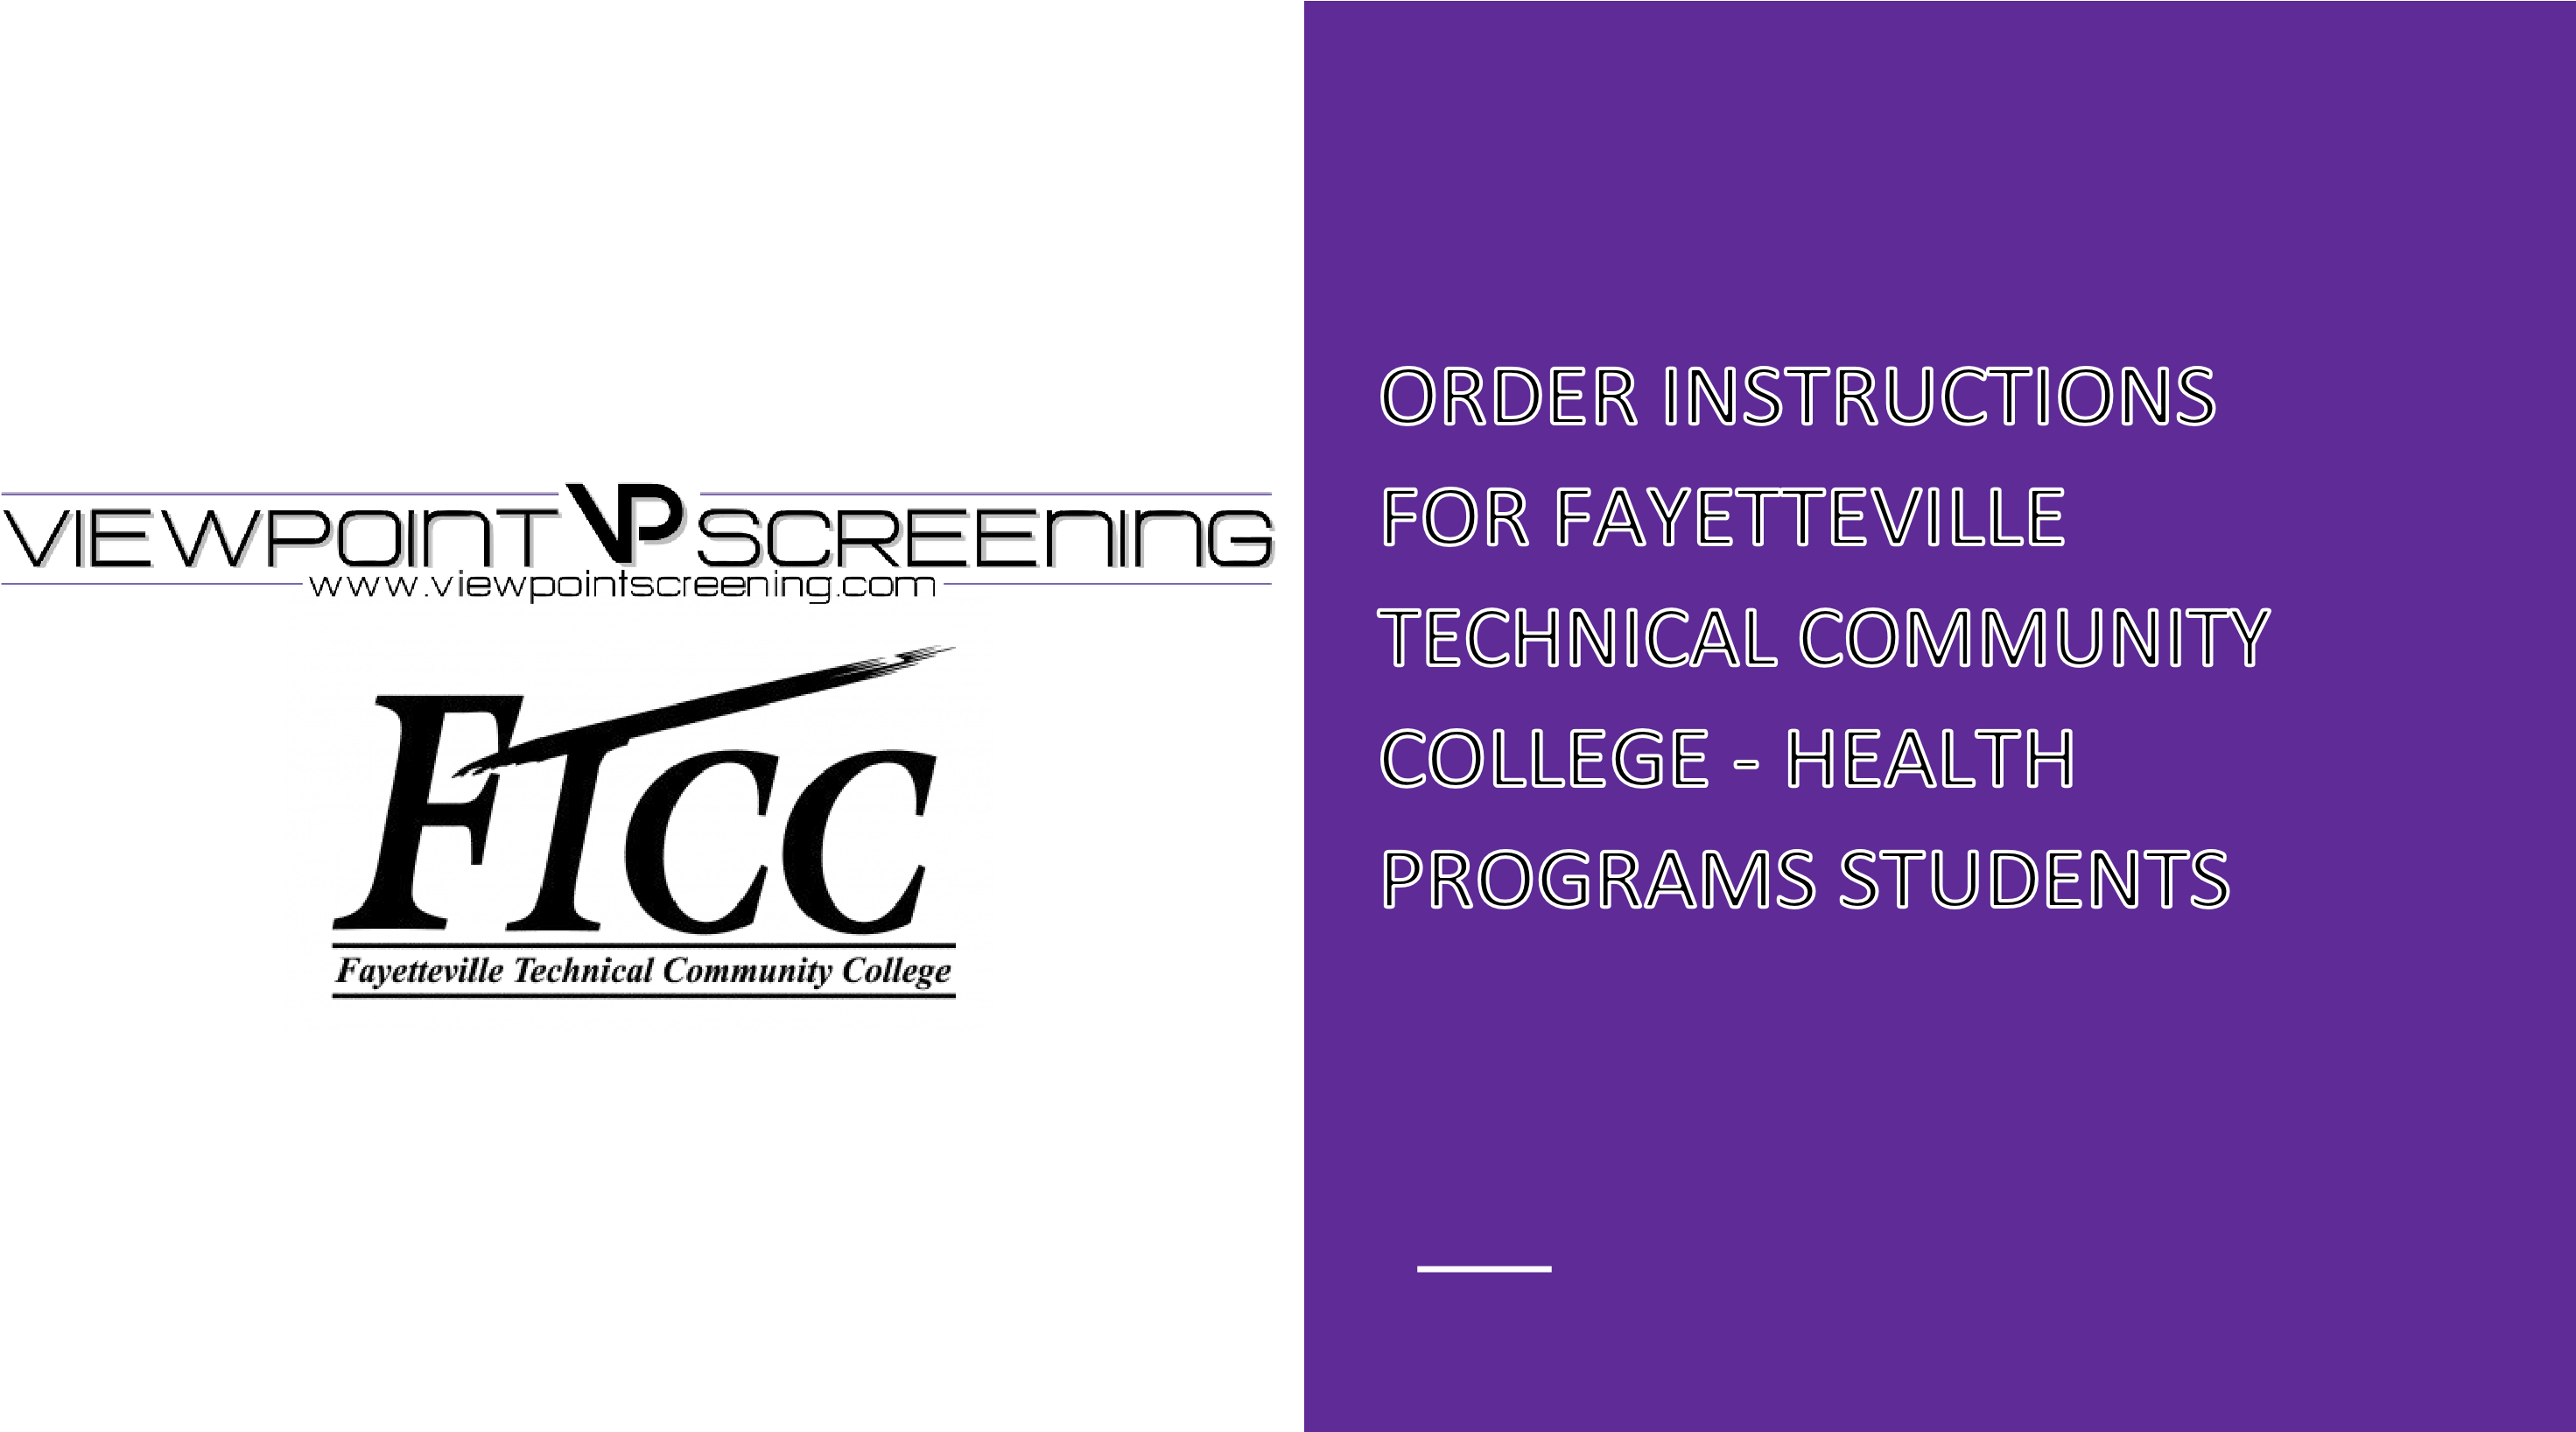 VIEWPOINT VP SCREENING
www.viewpointscreening.com
FTCC
Fayetteville Technical Community College
ORDER INSTRUCTIONS
FOR FAYETTEVILLE
TECHNICAL COMMUNITY
COLLEGE - HEALTH
PROGRAMS STUDENTS